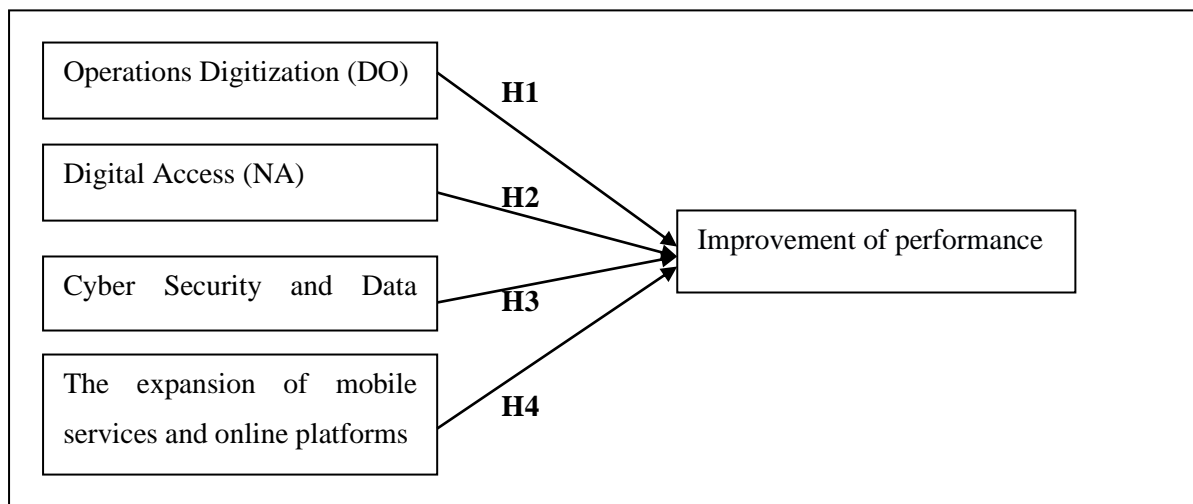 Operations Digitization (DO)
H1
Digital Access (NA)
H2
Improvement of performance
Cyber Security and Data
H3
The expansion of mobile
services and online platforms
H4